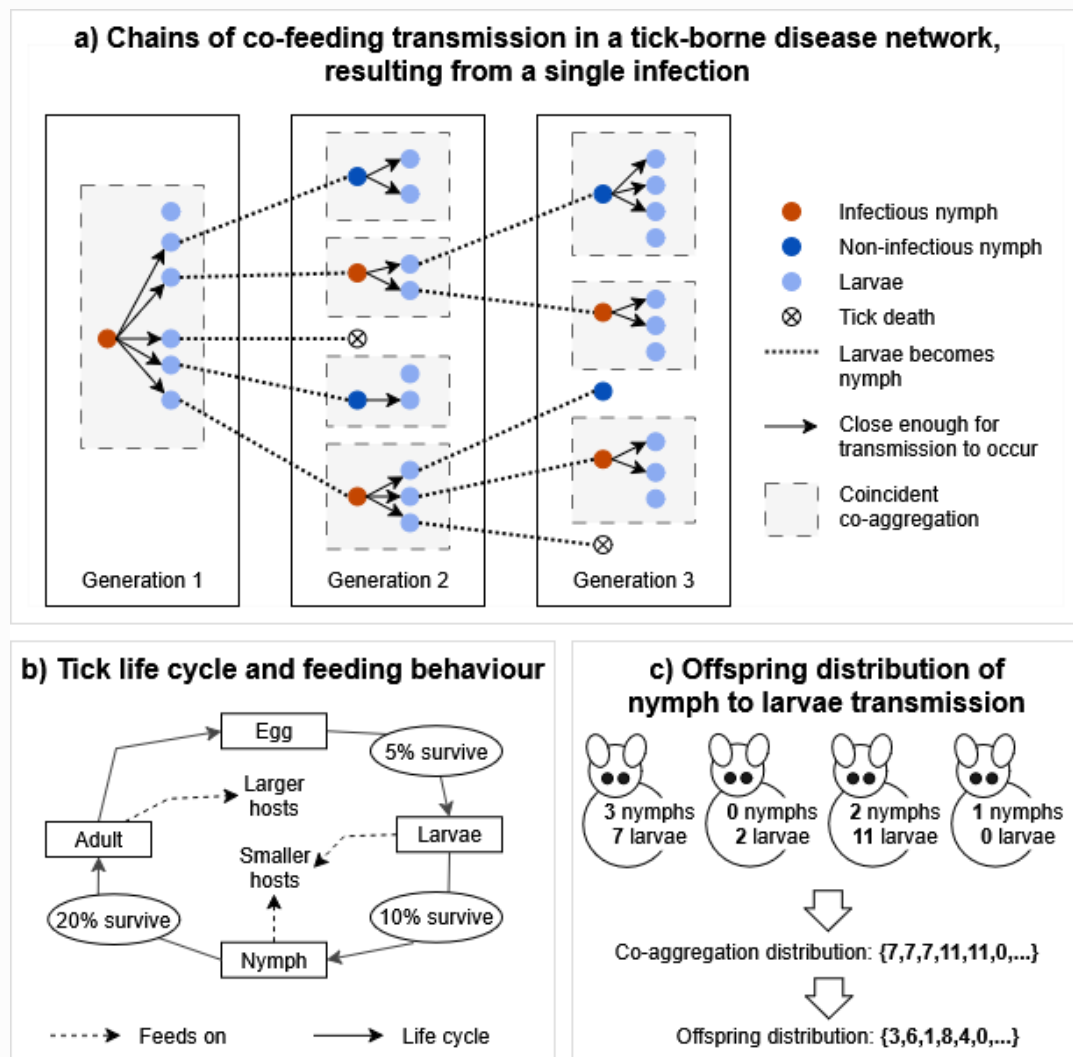 a) Chains of co-feeding transmission in a tick-borne disease network,
resulting from a single infection
Generation 1
Generation 2
Generation 3
Infectious nymph
Non-infectious nymph
Larvae
Tick death
Larvae becomes
nymph
Close enough for
transmission to occur
Coincident
co-aggregation
b) Tick life cycle and feeding behaviour
Egg
5% survive
Larger
hosts
Adult
Larvae
Smaller
hosts
20% survive
10% survive
Nymph
Feeds on
Life cycle
c) Offspring distribution of
nymph to larvae transmission
3 nymphs
7 larvae
0 nymphs
2 larvae
2 nymphs
11 larvae
1 nymphs
0 larvae
Co-aggregation distribution: {7,7,7,11,11,0,...}
Offspring distribution: {3,6,1,8,4,0,...}